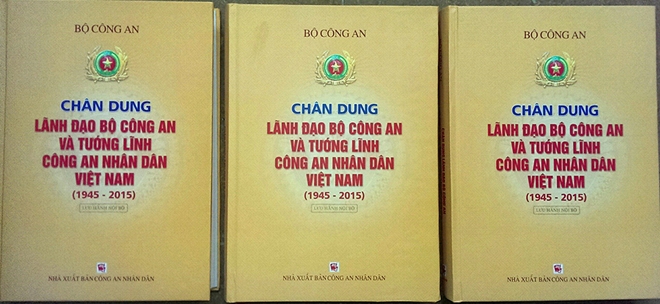 BỘ CÔNG AN
CHÂN DUNG
LÃNH ĐẠO BỘ CÔNG AN
VÀ TƯỚNG LĨNH
CÔNG AN NHÂN DÂN
VIỆT NAM
(1945 - 2015)
LƯU HÀNH NỘI BỘ
NHÀ XUẤT BẢN CÔNG AN NHÂN DÂN
BỘ CÔNG AN
CHÂN DUNG
LÃNH ĐẠO BỘ CÔNG AN
VÀ TƯỚNG LĨNH
CÔNG AN NHÂN DÂN
VIỆT NAM
(1945 - 2015)
LƯU HÀNH NỘI BỘ
NHÀ XUẤT BẢN CÔNG AN NHÂN DÂN
BỘ CÔNG AN
CHÂN DUNG
LÃNH ĐẠO BỘ CÔNG AN
VÀ TƯỚNG LĨNH
CÔNG AN NHÂN DÂN
VIỆT NAM
(1945 - 2015)
LƯU HÀNH NỘI BỘ
NHÀ XUẤT BẢN CÔNG AN NHÂN DÂN